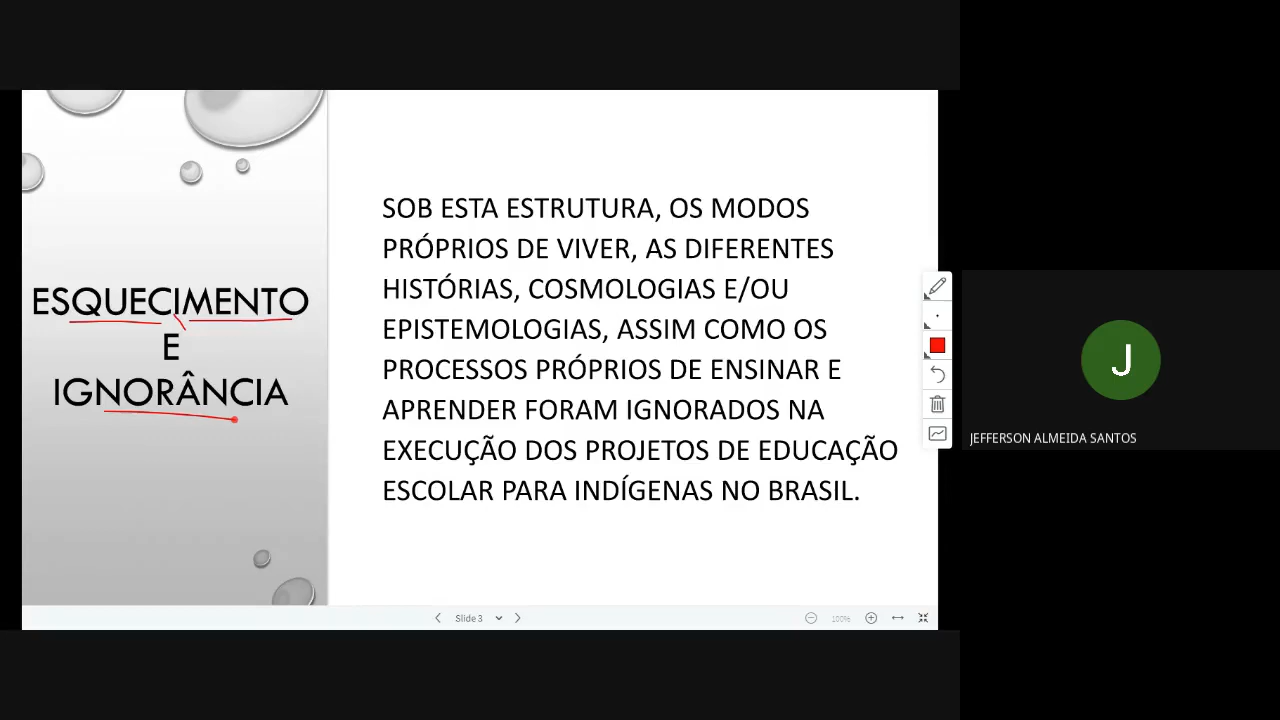 ESQUECIMENTO
E
IGNORÂNCIA
SOB ESTA ESTRUTURA, OS MODOS
PRÓPRIOS DE VIVER, AS DIFERENTES
HISTÓRIAS, COSMOLOGIAS E/OU
EPISTEMOLOGIAS, ASSIM COMO OS
PROCESSOS PRÓPRIOS DE ENSINAR E
APRENDER FORAM IGNORADOS NA
EXECUÇÃO DOS PROJETOS DE EDUCAÇÃO
ESCOLAR PARA INDÍGENAS NO BRASIL.
Slide 3
100%
J
JEFFERSON ALMEIDA SANTOS